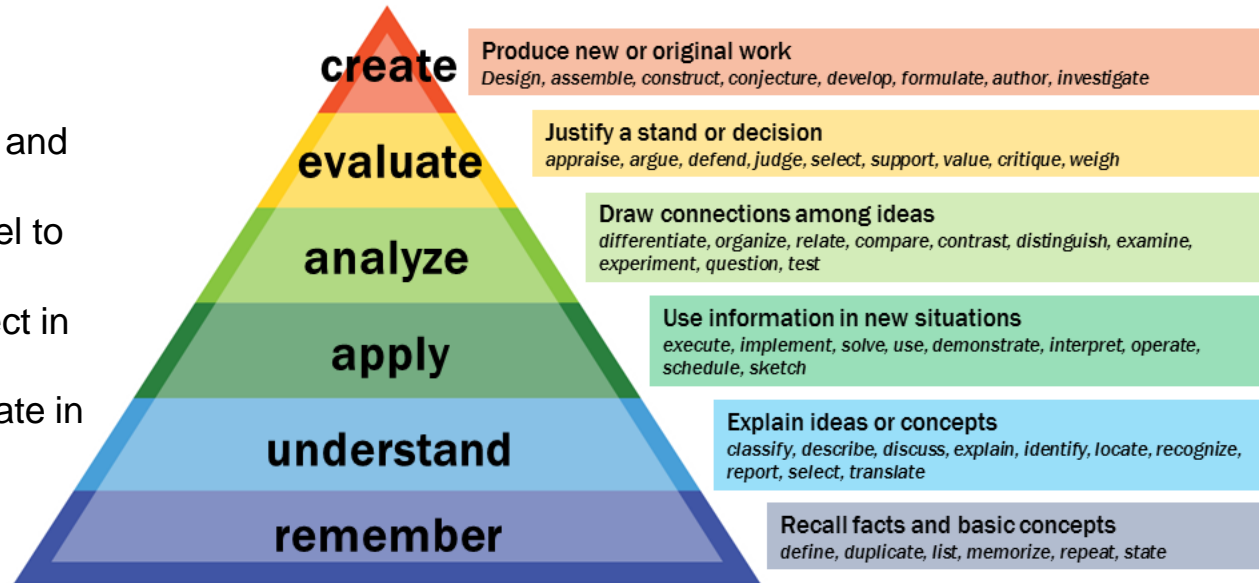 create
Produce new or original work
Design, assemble, construct, conjecture, develop, formulate, author, investigate
and
evaluate
Justify a stand or decision
appraise, argue, defend, judge, select, support, value, critique, weigh
el to
analyze
Draw connections among ideas
differentiate, organize, relate, compare, contrast, distinguish, examine,
experiment, question, test
ect in
apply
Use information in new situations
execute, implement, solve, use, demonstrate, interpret, operate,
schedule, sketch
ate in
understand
Explain ideas or concepts
classify, describe, discuss, explain, identify, locate, recognize,
report, select, translate
remember
Recall facts and basic concepts
define, duplicate, list, memorize, repeat, state